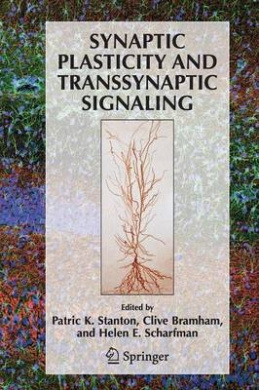 SYNAPTIC
PLASTICITY AND
TRANSSYNAPTIC
SIGNALING
Edited by
Patric K. Stanton, Clive Bramham,
and Helen E. Scharfman
Springer